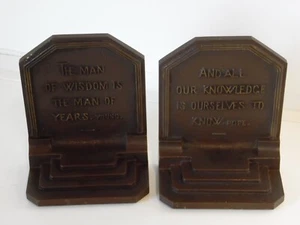 THE MAN
OF WISDOM IS
THE MAN OF
YEARS
AND ALL
OUR KNOWLEDGE
IS OURSELVES TO
KNOW